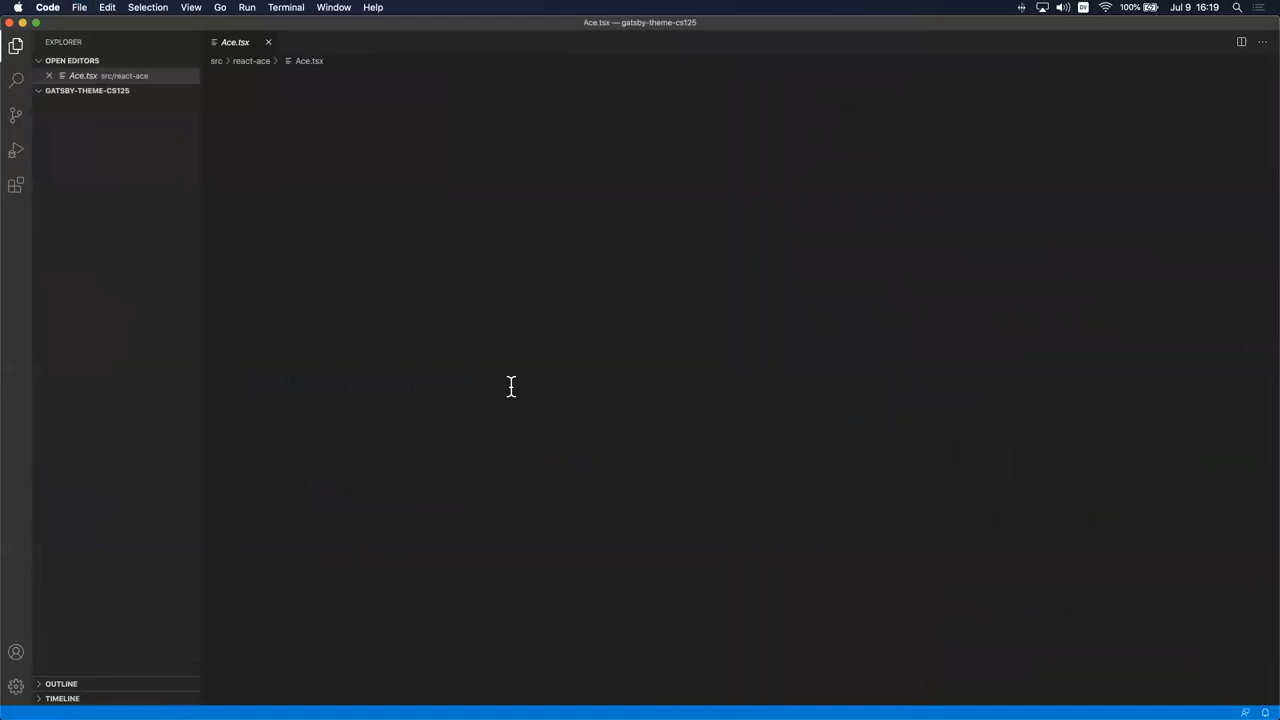 Code File Edit Selection View Go Run Terminal Window Help DV 100% Jul 9 16:19
Ace.tsx — gatsby-theme-cs125
EXPLORER
Ace.tsx
OPEN EDITORS
src react-ace Ace.tsx
Ace.tsx src/react-ace
GATSBY-THEME-CS125
OUTLINE
TIMELINE